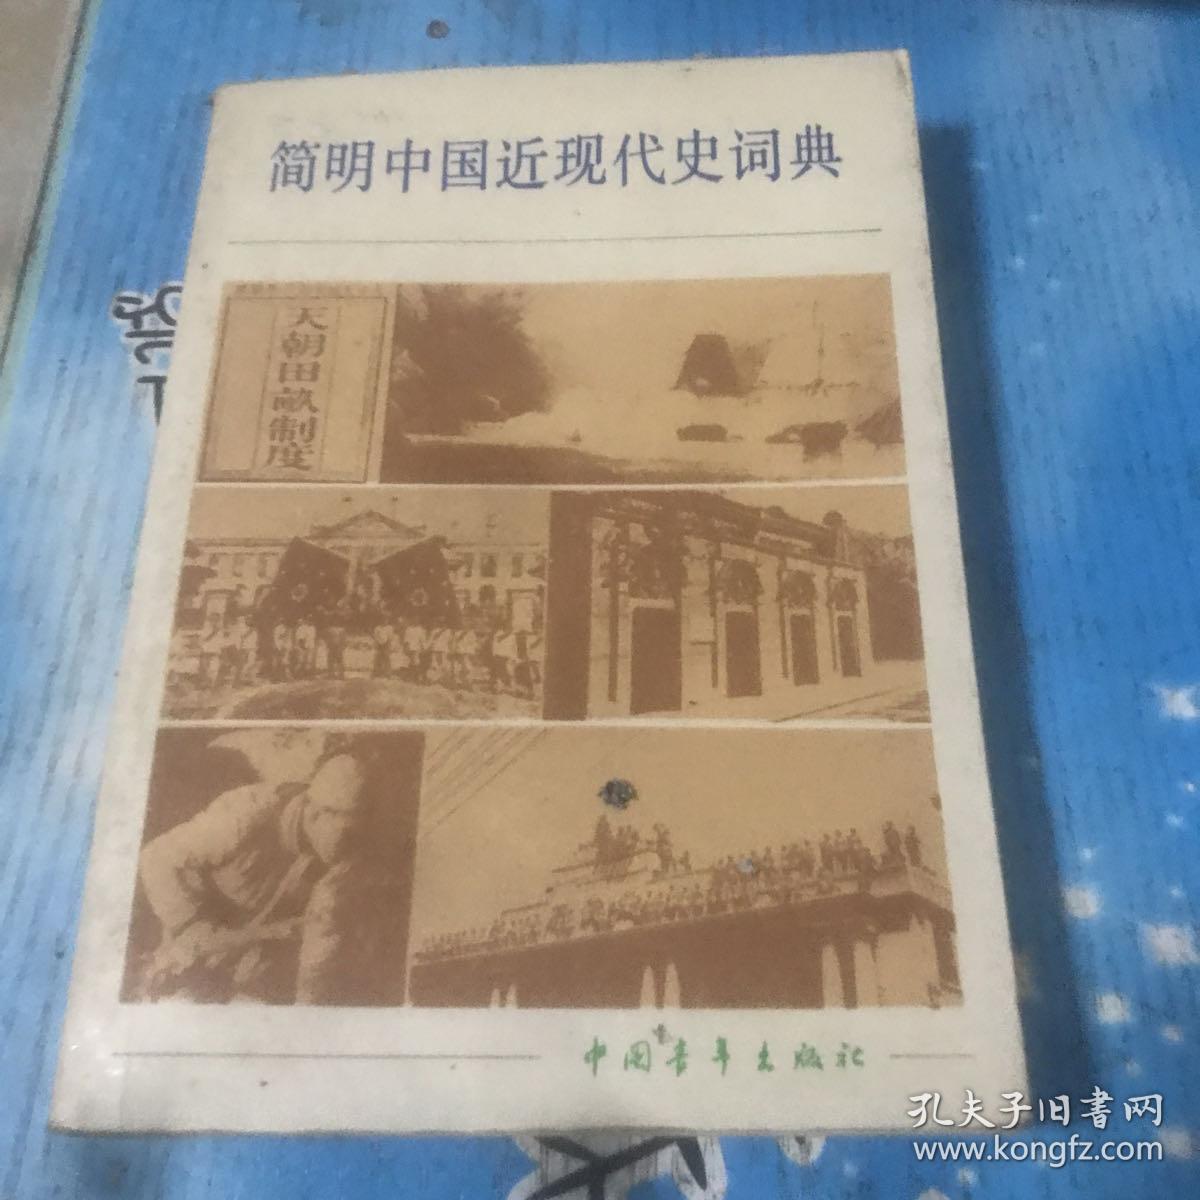 简明中国近现代史词典
天朝田畝制度
中国青年出版社
孔夫子旧書网
www.kongfz.com